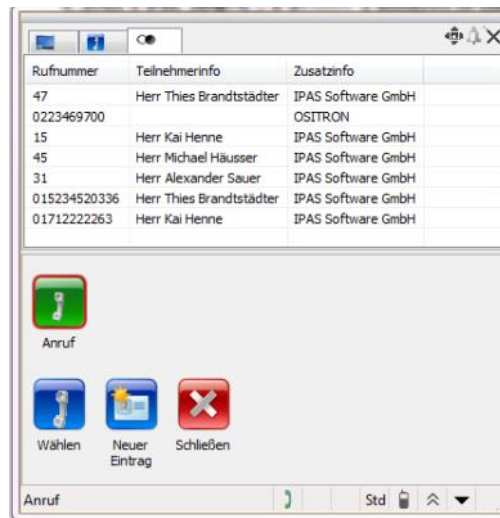 Rufnummer Teilnehmerinfo Zusatzinfo
47 Herr Thies Brandtstädter IPAS Software GmbH
0223469700 OSITRON
15 Herr Kai Henne IPAS Software GmbH
45 Herr Michael Häusser IPAS Software GmbH
31 Herr Alexander Sauer IPAS Software GmbH
015234520336 Herr Thies Brandtstädter IPAS Software GmbH
01712222263 Herr Kai Henne IPAS Software GmbH
Anruf
Wählen Neuer Schließen
Eintrag
Anruf Std